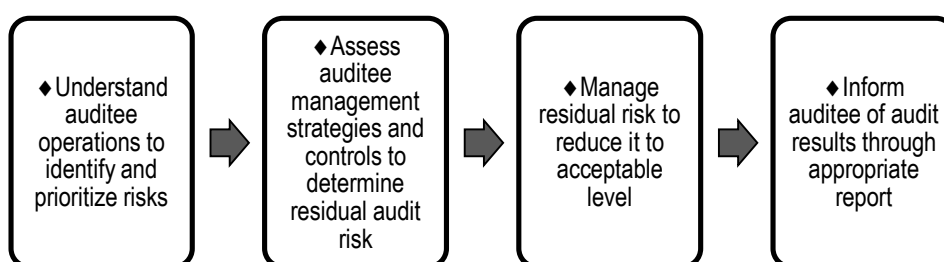 ♦Understand
auditee
operations to
identify and
prioritize risks
♦Assess
auditee
management
strategies and
controls to
determine
residual audit
risk
♦Manage
residual risk to
reduce it to
acceptable
level
♦Inform
auditee of audit
results through
appropriate
report